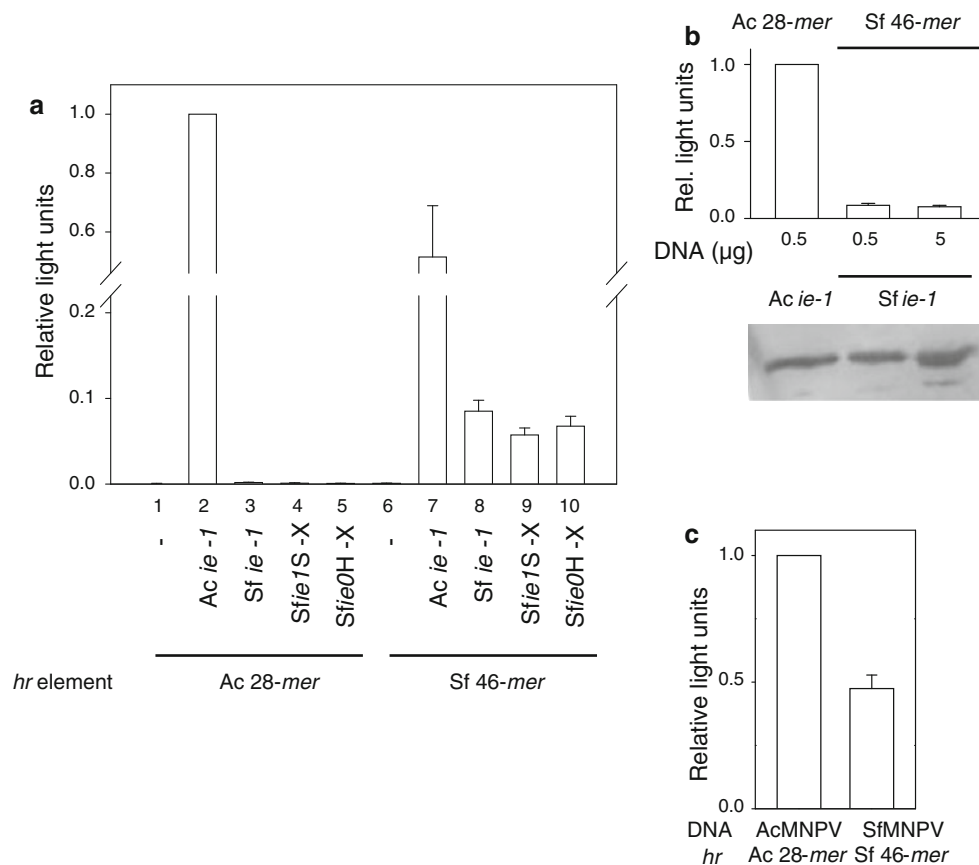 a
Relative light units
1.0
0.8
0.6
0.2
0.1
0.0
1 2 3 4 5 6 7 8 9 10
-
Ac ie -1
Sf ie -1
Sfie1S -X
Sfie0H -X
-
Ac ie -1
Sf ie -1
Sfie1S -X
Sfie0H -X
hr element
Ac 28-mer
Sf 46-mer
b
Ac 28-mer Sf 46-mer
Rel. light units
1.0
0.5
0.0
DNA (µg)
0.5 0.5 5
Ac ie-1 Sf ie-1
c
Relative light units
1.0
0.5
0.0
DNA AcMNPV SfMNPV
hr Ac 28-mer Sf 46-mer